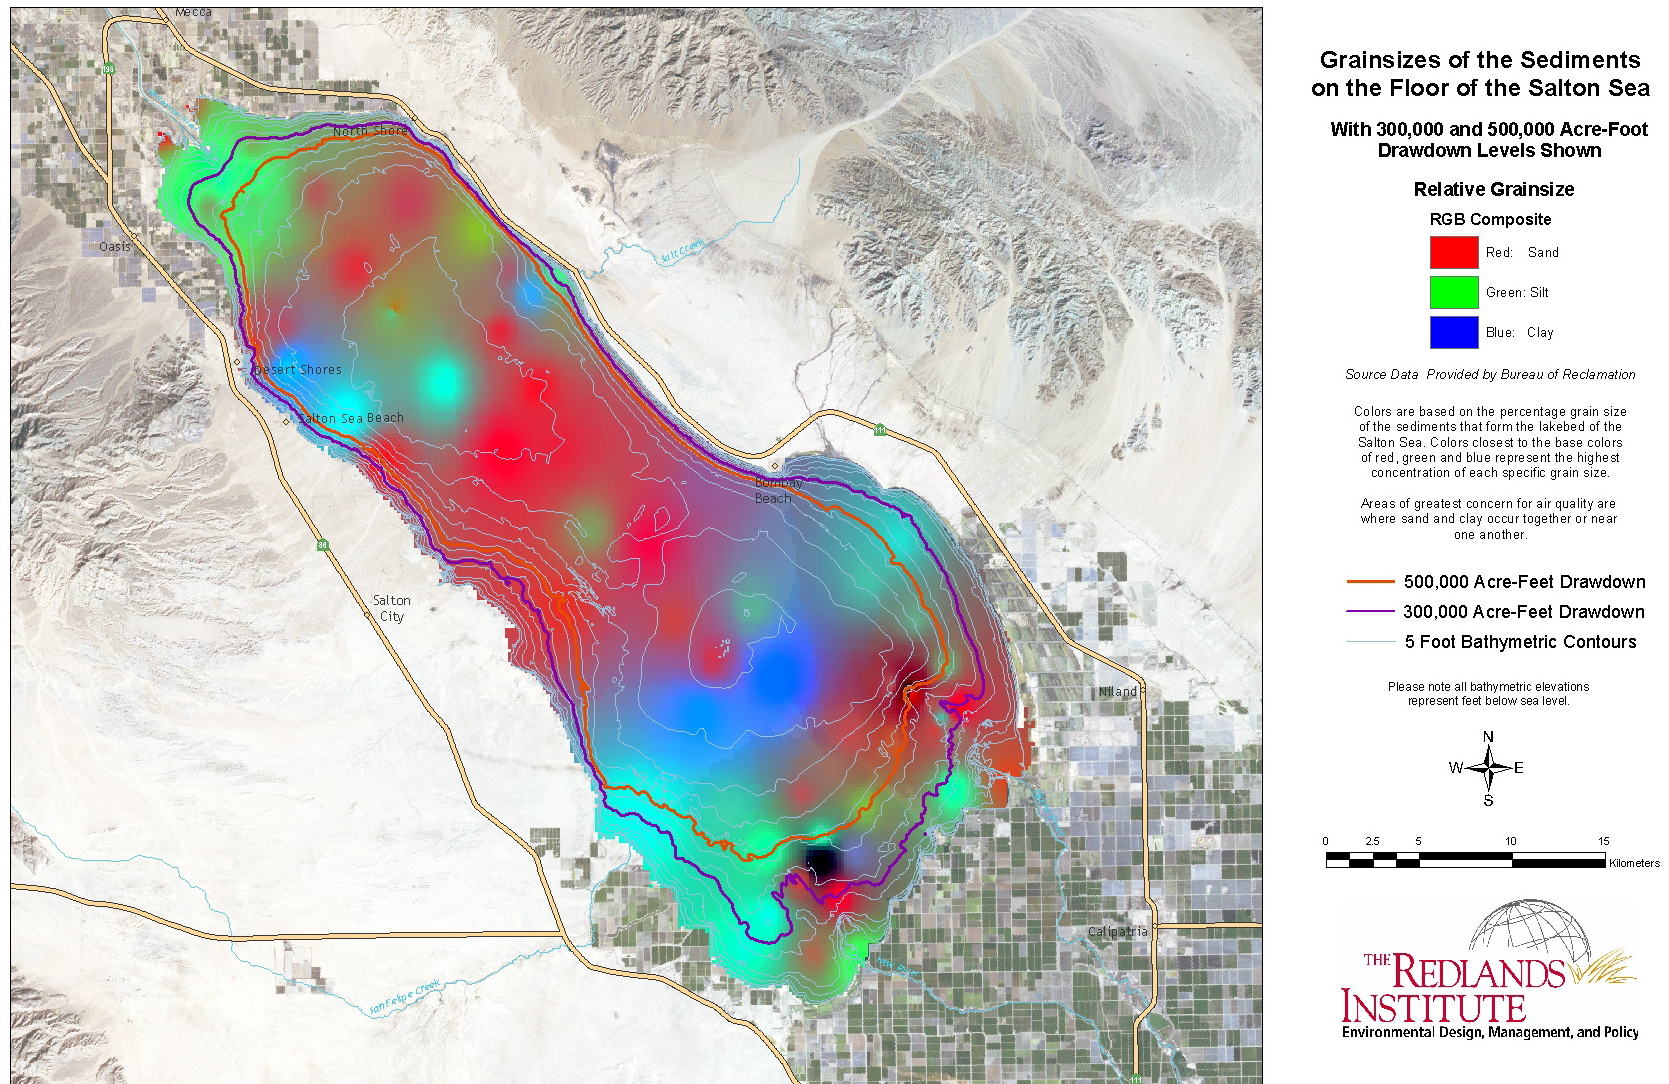 Mecca
195
North Shore
Oasis
Salt Creek
Desert Shores
Salton Sea Beach
111
Bombay
Beach
86
Salton
City
Niland
Calipatria
New River
San Felipe Creek
111
Grainsizes of the Sediments
on the Floor of the Salton Sea
With 300,000 and 500,000 Acre-Foot
Drawdown Levels Shown
Relative Grainsize
RGB Composite
Red: Sand
Green: Silt
Blue: Clay
Source Data Provided by Bureau of Reclamation
Colors are based on the percentage grain size
of the sediments that form the lakebed of the
Salton Sea. Colors closest to the base colors
of red, green and blue represent the highest
concentration of each specific grain size.
Areas of greatest concern for air quality are
where sand and clay occur together or near
one another.
500,000 Acre-Feet Drawdown
300,000 Acre-Feet Drawdown
5 Foot Bathymetric Contours
Please note all bathymetric elevations
represent feet below sea level.
N
W E
S
0 2.5 5 10 15
Kilometers
THE REDLANDS
INSTITUTE
Environmental Design, Management, and Policy